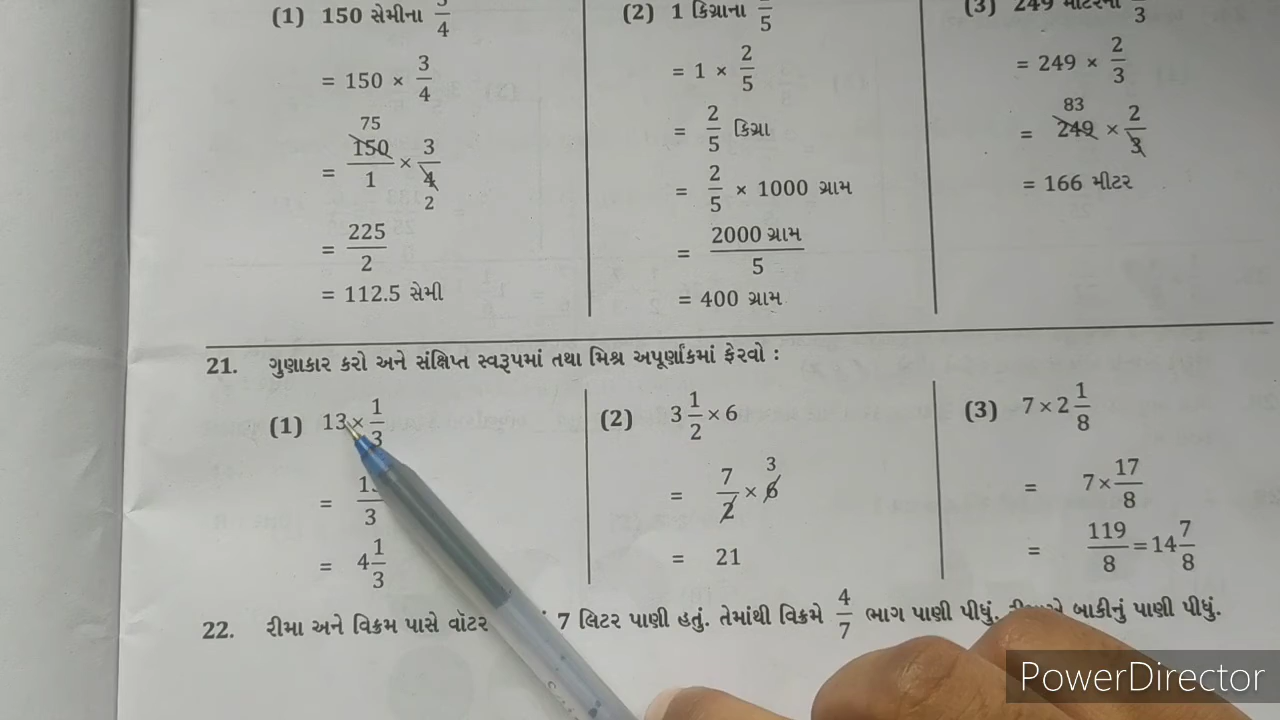 (1) 150 સેમીના 3/4
= 150 × 3/4
75
= 150/1 × 3/4
2
= 225/2
= 112.5 સેમી
(2) 1 કિગ્રાના /5
= 1 × 2/5
= 2/5 કિગ્રા
= 2/5 × 1000 ગ્રામ
= 2000 ગ્રામ/5
= 400 ગ્રામ
(3) 249 મીટરના /3
= 249 × 2/3
83
= 249 × 2/3
= 166 મીટર
21. ગુણાકાર કરો અને સંક્ષિપ્ત સ્વરૂપમાં તથા મિશ્ર અપૂર્ણાંકમાં ફેરવો :
(1) 13 × 1/3
= /3
= 4 1/3
(2) 3 1/2 × 6
3
= 7/2 × 6
= 21
(3) 7 × 2 1/8
= 7 × 17/8
= 119/8 = 14 7/8
22. રીમા અને વિક્રમ પાસે વૉટર 7 લિટર પાણી હતું. તેમાંથી વિક્રમે 4/7 ભાગ પાણી પીધું. બાકીનું પાણી પીધું.
PowerDirector